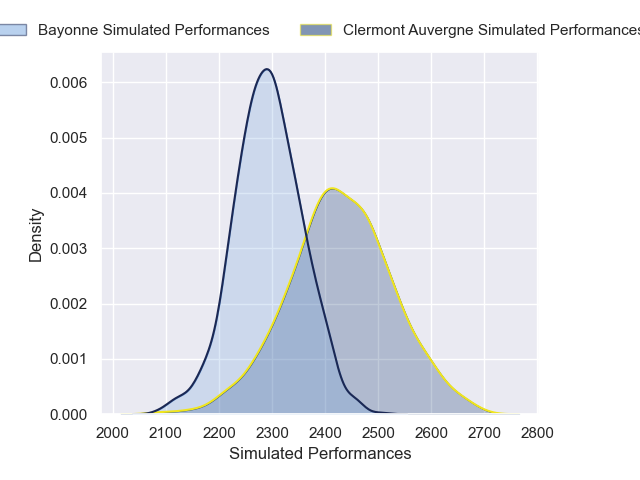 Bayonne Simulated Performances
Clermont Auvergne Simulated Performances
0.006
0.005
0.004
0.003
0.002
0.001
0.000
Density
2000 2100 2200 2300 2400 2500 2600 2700 2800
Simulated Performances